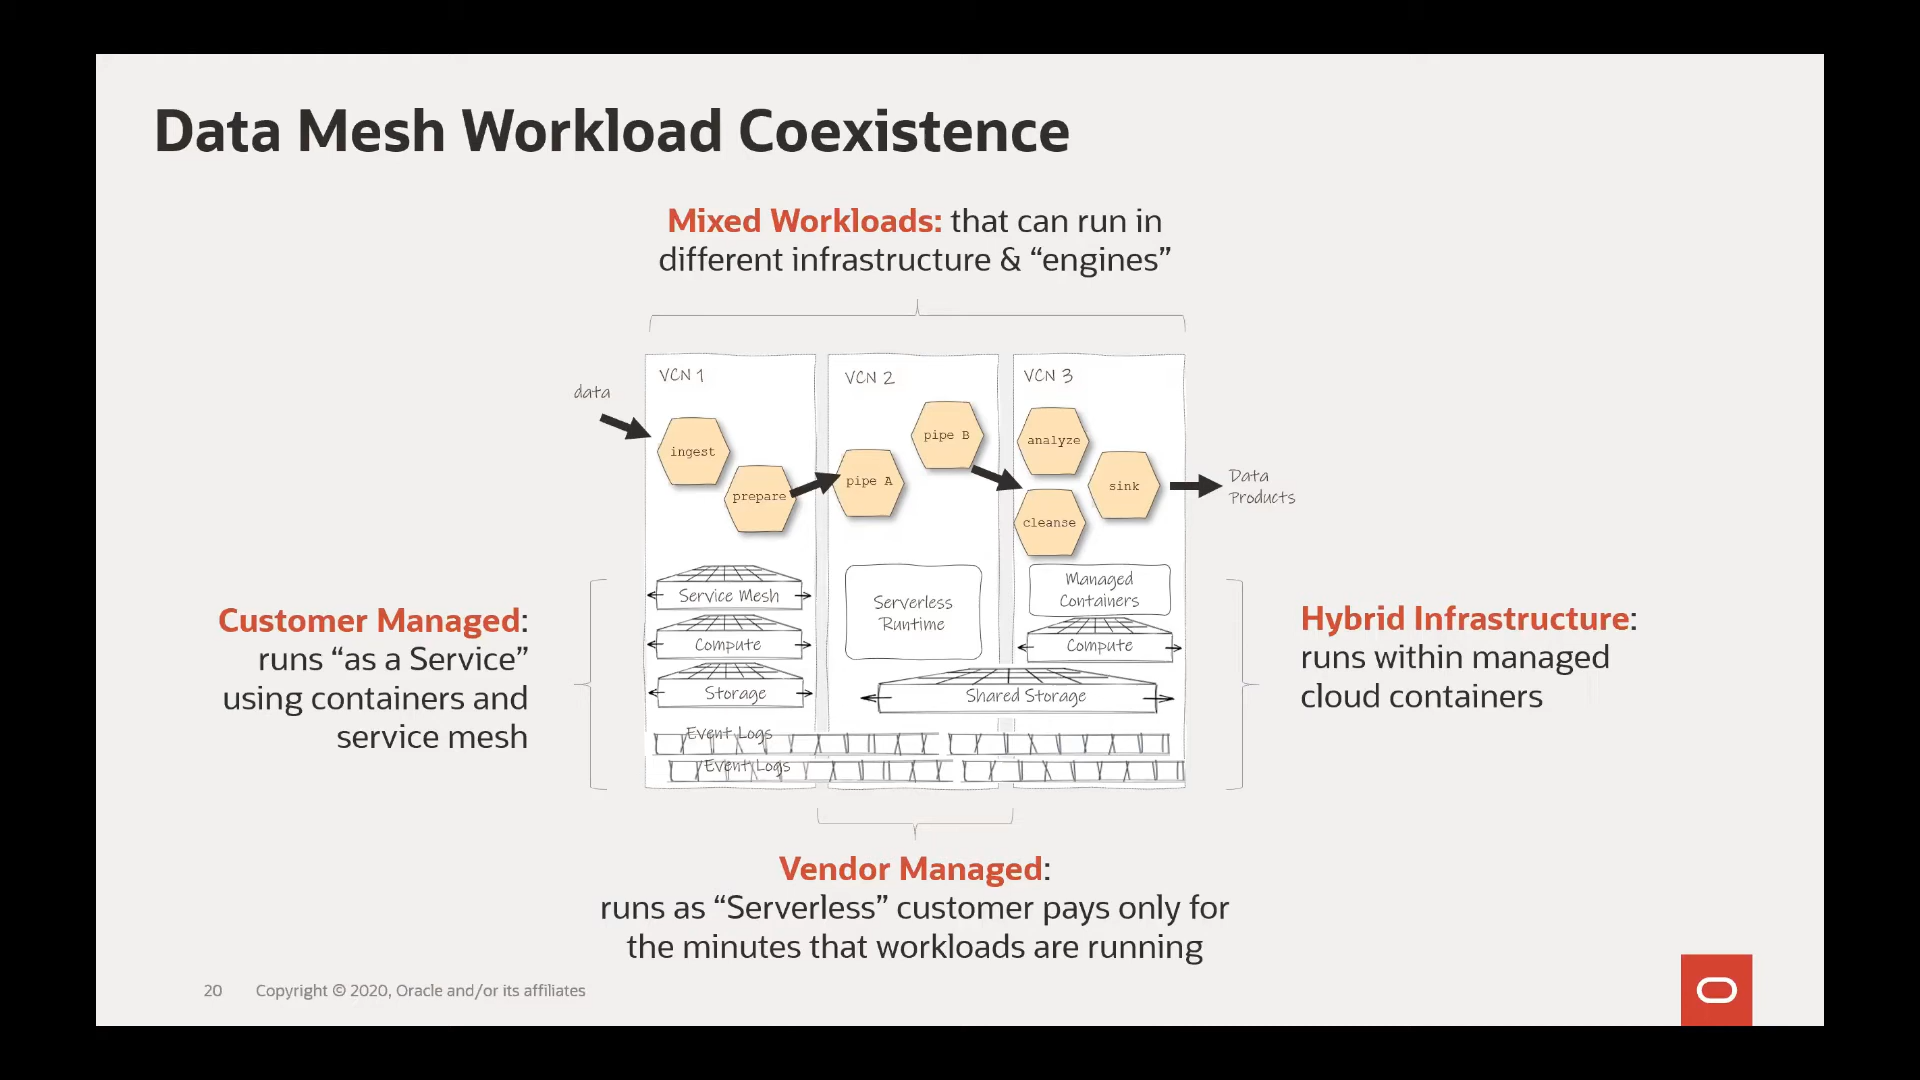 Data Mesh Workload Coexistence
Mixed Workloads: that can run in
different infrastructure & “engines”
data
VCN 1
ingest
prepare
VCN 2
pipe A
pipe B
VCN 3
analyze
cleanse
sink
Data
Products
Service Mesh
Compute
Storage
Serverless
Runtime
Managed
Containers
Compute
Shared Storage
Event Logs
Event Logs
Customer Managed:
runs “as a Service”
using containers and
service mesh
Hybrid Infrastructure:
runs within managed
cloud containers
Vendor Managed:
runs as “Serverless” customer pays only for
the minutes that workloads are running
20 Copyright © 2020, Oracle and/or its affiliates